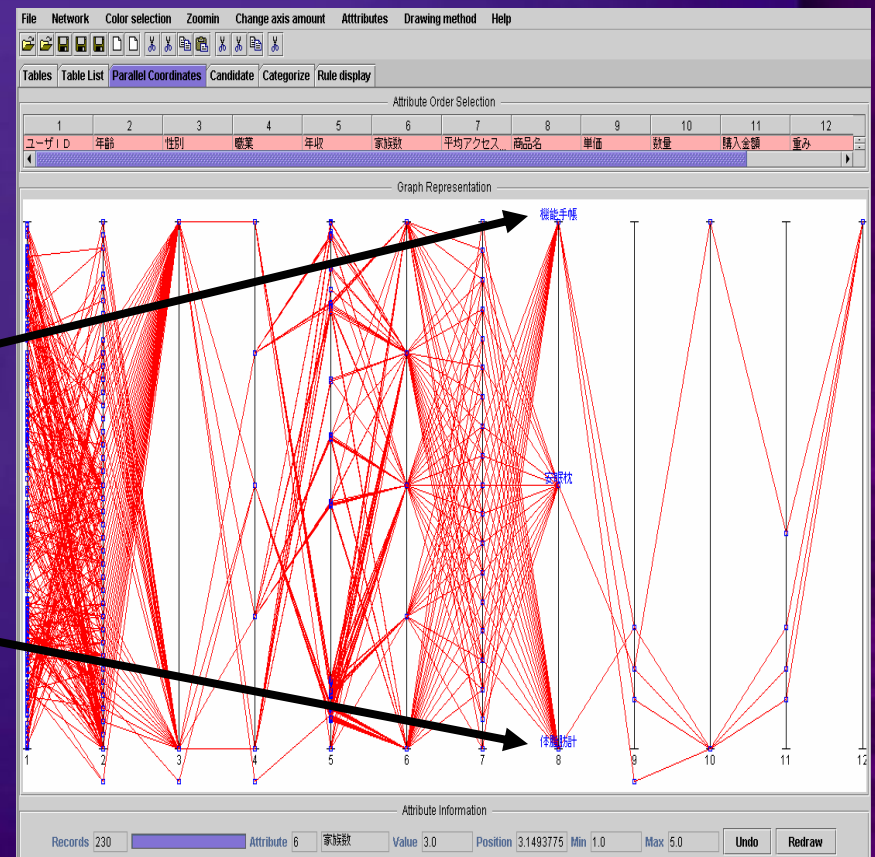 File Network Color selection Zoomin Change axis amount Atttributes Drawing method Help
Tables Table List Parallel Coordinates Candidate Categorize Rule display
Attribute Order Selection
1 2 3 4 5 6 7 8 9 10 11 12
ユーザID 年齢 性別 職業 年収 家族数 平均アクセス... 商品名 単価 数量 購入金額 重み
Graph Representation
機能手帳
安眠枕
体脂肪計
1 2 3 4 5 6 7 8 9 10 11 12
Attribute Information
Records 230 Attribute 6 家族数 Value 3.0 Position 3.1493775 Min 1.0 Max 5.0 Undo Redraw